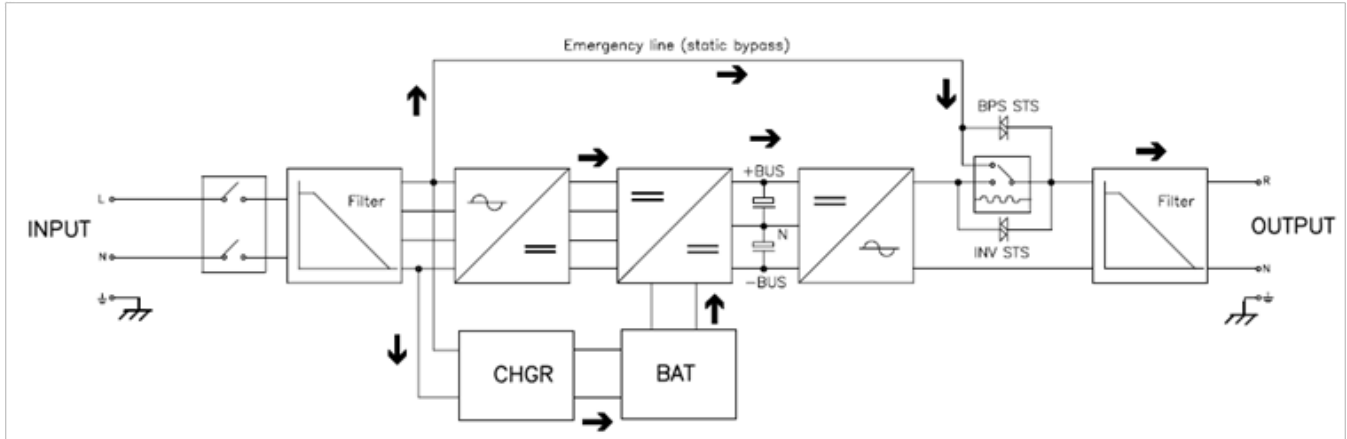 Emergency line (static bypass)
BPS STS
+BUS
Filter
Filter
L
R
INPUT
N
OUTPUT
N
INV STS
N
-BUS
CHGR
BAT